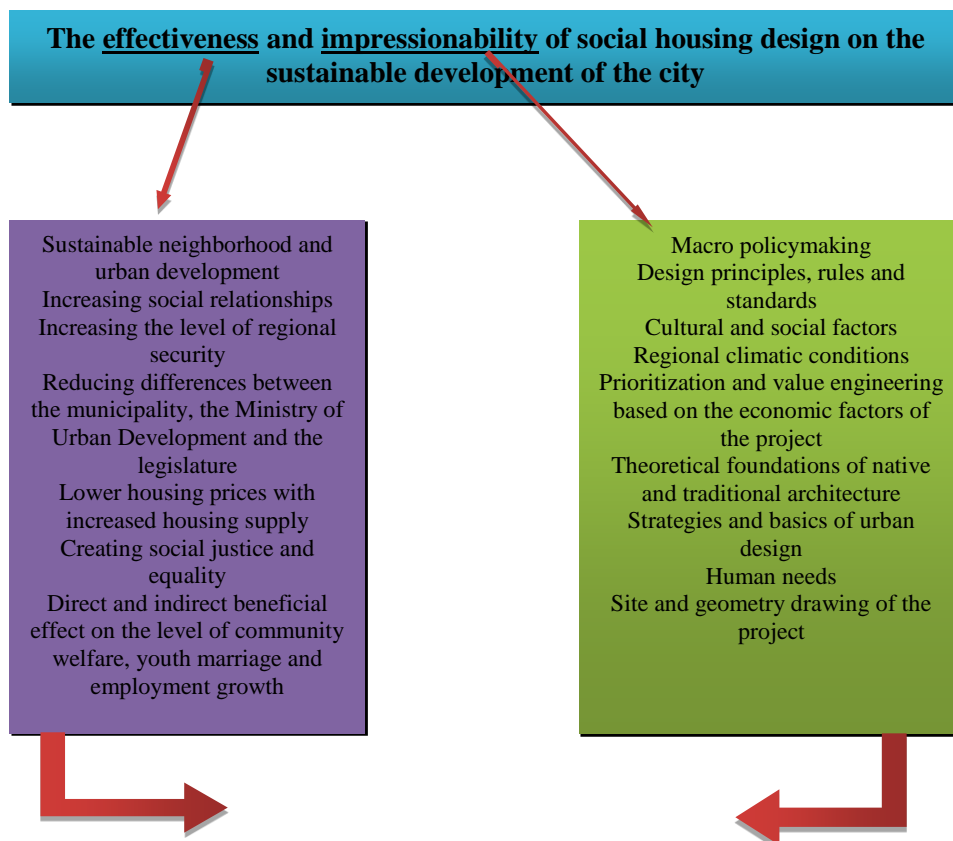 The effectiveness and impressionability of social housing design on the
sustainable development of the city
Sustainable neighborhood and
urban development
Increasing social relationships
Increasing the level of regional
security
Reducing differences between
the municipality, the Ministry of
Urban Development and the
legislature
Lower housing prices with
increased housing supply
Creating social justice and
equality
Direct and indirect beneficial
effect on the level of community
welfare, youth marriage and
employment growth
Macro policymaking
Design principles, rules and
standards
Cultural and social factors
Regional climatic conditions
Prioritization and value engineering
based on the economic factors of
the project
Theoretical foundations of native
and traditional architecture
Strategies and basics of urban
design
Human needs
Site and geometry drawing of the
project